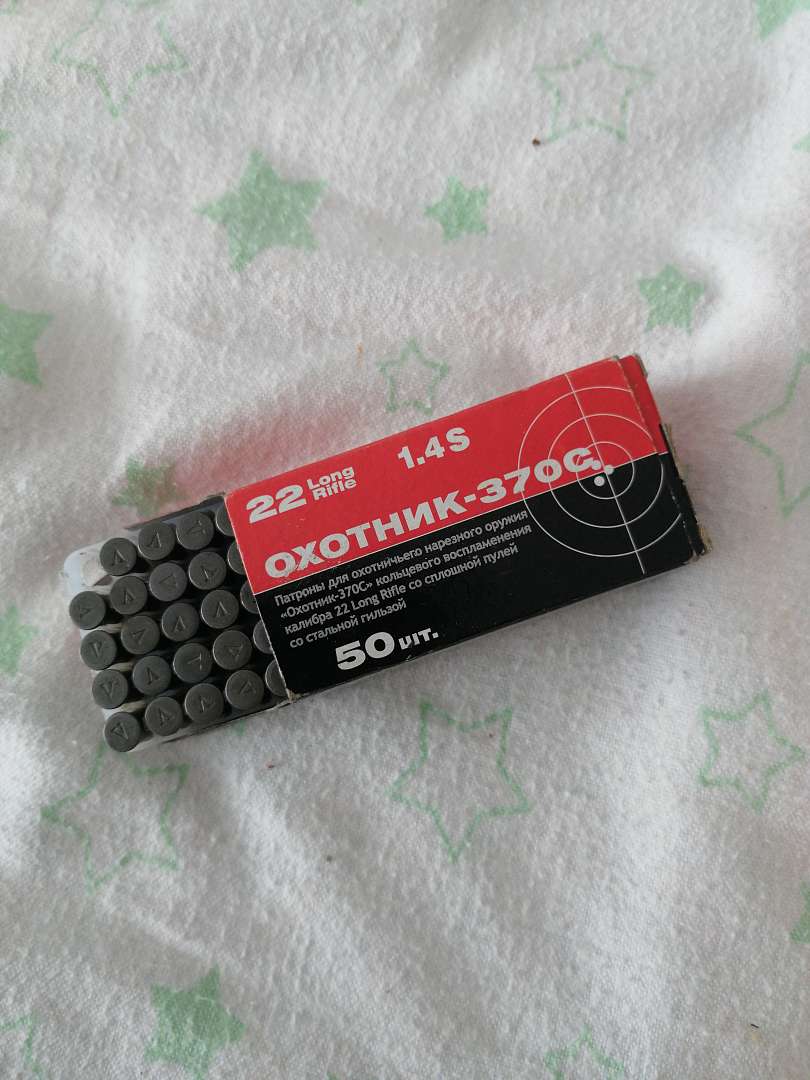 22 Long Rifle 1.4S
ОХОТНИК-370С
Патроны для охотничьего нарезного оружия
«Охотник-370С» кольцевого воспламенения
калибра 22 Long Rifle со сплошной пулей
со стальной гильзой
50 шт.